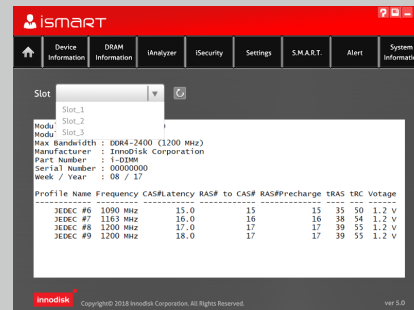 ismart
Device Information
DRAM Information
iAnalyzer
iSecurity
Settings
S.M.A.R.T.
Alert
System Informati
Slot
Slot_1
Slot_2
Slot_3
Modu
Modu
Max Bandwidth : DDR4-2400 (1200 MHz)
Manufacturer : InnoDisk Corporation
Part Number : i-DIMM
Serial Number : 00000000
Week / Year : 08 / 17
Profile Name Frequency CAS#Latency RAS# to CAS# RAS#Precharge tRAS tRC Votage
JEDEC #6 1090 MHz 15.0 15 15 35 50 1.2 V
JEDEC #7 1163 MHz 16.0 16 16 38 54 1.2 V
JEDEC #8 1200 MHz 17.0 17 17 39 55 1.2 V
JEDEC #9 1200 MHz 18.0 17 17 39 55 1.2 V
innodisk Copyright© 2018 Innodisk Corporation. All Rights Reserved. ver 5.0